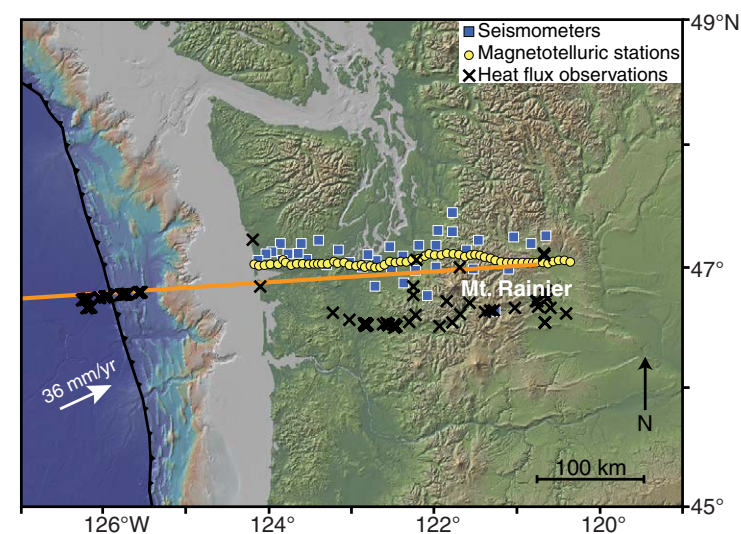 Seismometers
Magnetotelluric stations
Heat flux observations
49°N
47°
Mt. Rainier
36 mm/yr
N
100 km
45°
126°W
124°
122°
120°